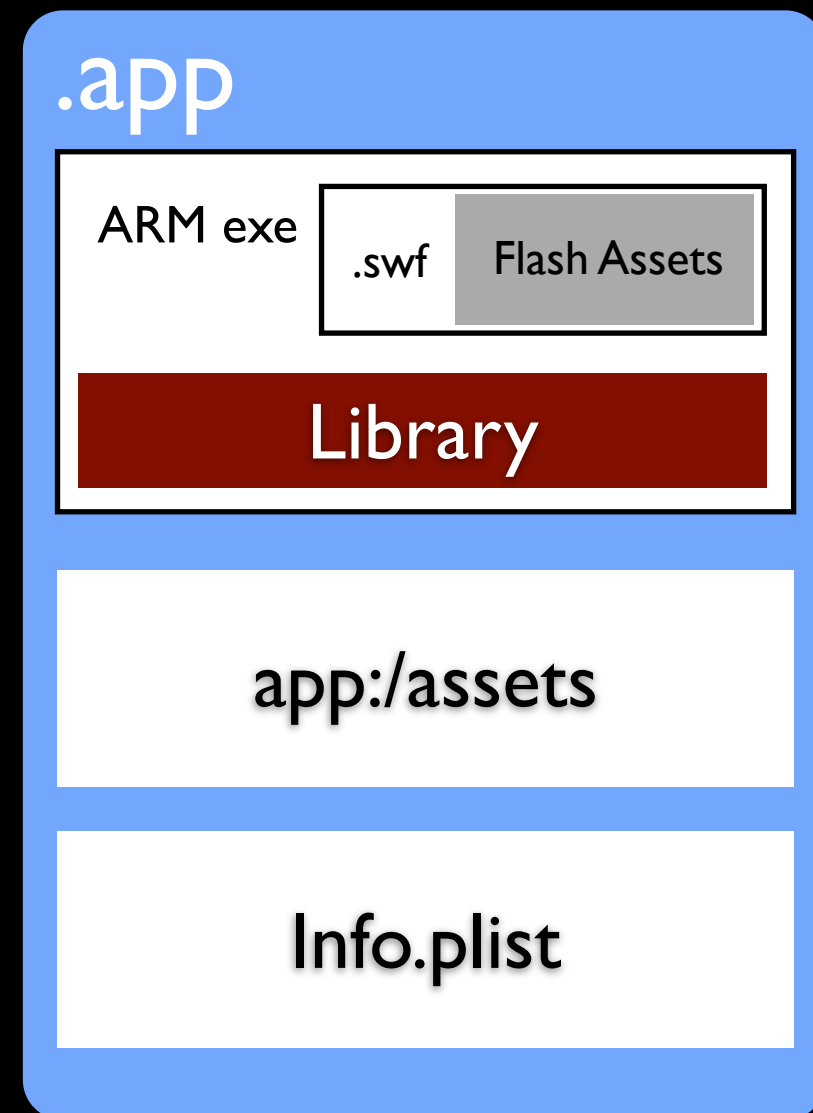 .app
ARM exe
.swf
Flash Assets
Library
app:/assets
Info.plist